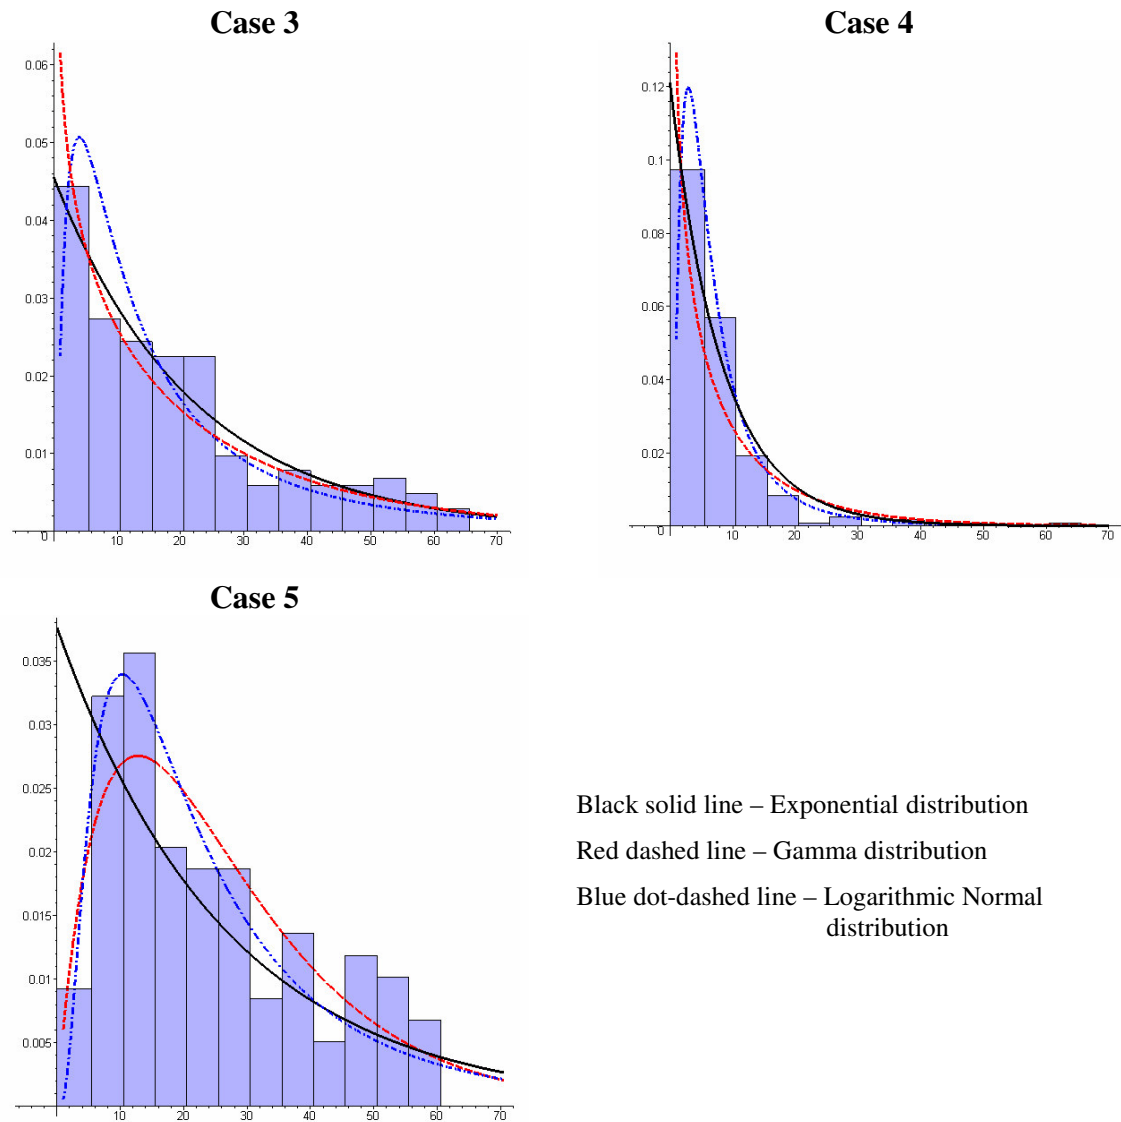 Case 3
0.06
0.05
0.04
0.03
0.02
0.01
0 10 20 30 40 50 60 70
Case 4
0.12
0.1
0.08
0.06
0.04
0.02
0 10 20 30 40 50 60 70
Case 5
0.035
0.03
0.025
0.02
0.015
0.01
0.005
10 20 30 40 50 60 70
Black solid line – Exponential distribution
Red dashed line – Gamma distribution
Blue dot-dashed line – Logarithmic Normal
distribution